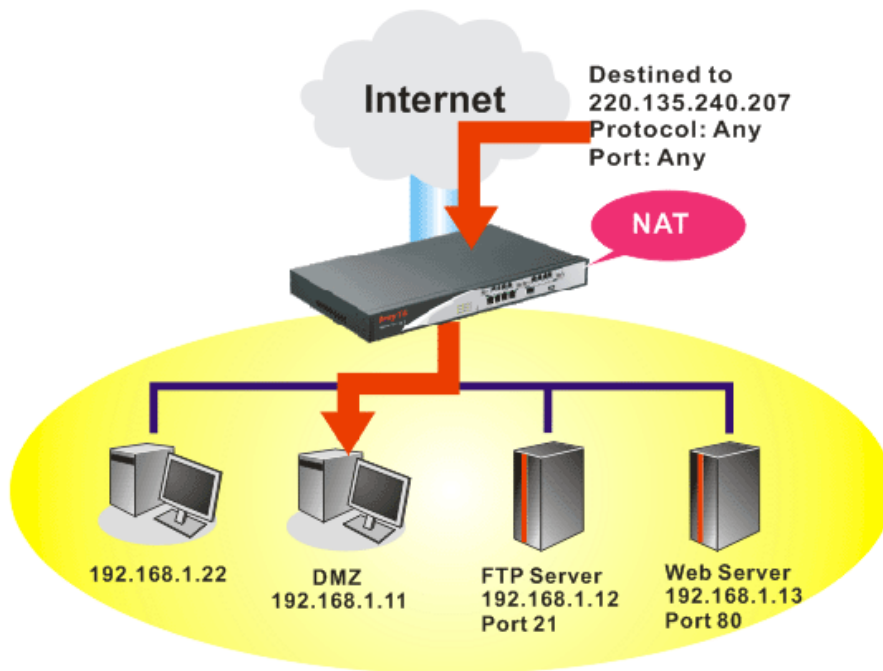 Internet
Destined to
220.135.240.207
Protocol: Any
Port: Any
NAT
192.168.1.22
DMZ
192.168.1.11
FTP Server
192.168.1.12
Port 21
Web Server
192.168.1.13
Port 80